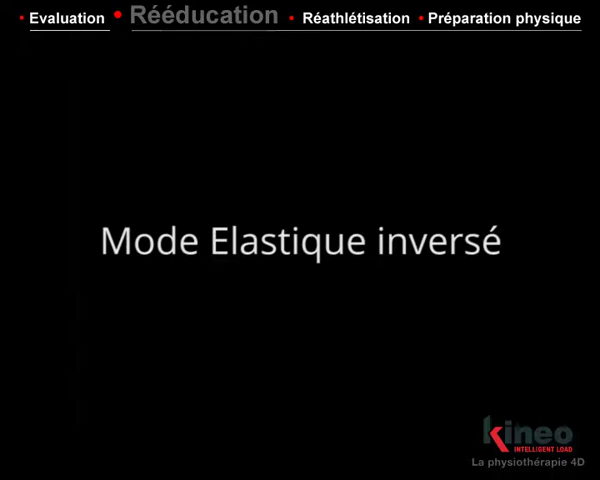 • Evaluation • Rééducation • Réathlétisation • Préparation physique
Mode Elastique inversé
kineo
INTELLIGENT LOAD
La physiothérapie 4D